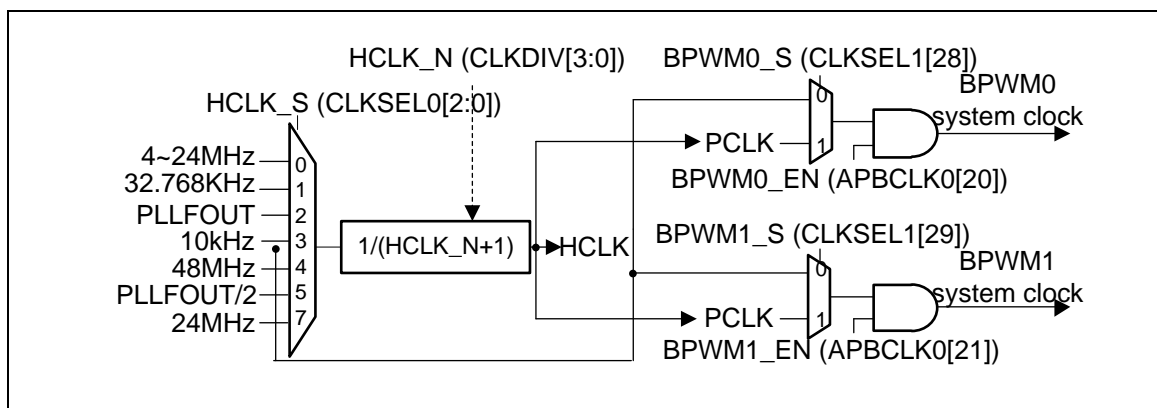 HCLK_N (CLKDIV[3:0])
BPWM0_S (CLKSEL1[28])
BPWM0
system clock
HCLK_S (CLKSEL0[2:0])
0
4~24MHz
0
PCLK
1
32.768KHz
1
BPWM0_EN (APBCLK0[20])
PLLFOUT
2
10kHz
3
1/(HCLK_N+1)
HCLK
BPWM1_S (CLKSEL1[29])
BPWM1
system clock
48MHz
4
0
PLLFOUT/2
5
24MHz
7
PCLK
1
BPWM1_EN (APBCLK0[21])